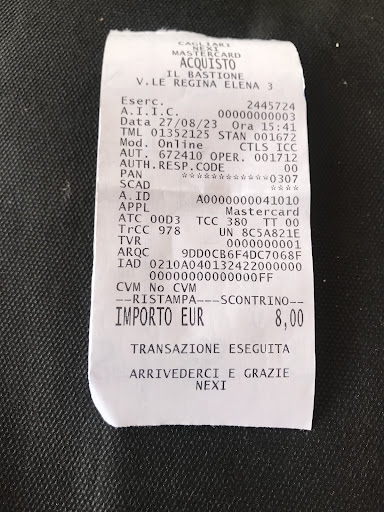 CAGLIARI
NEXI
MASTERCARD
ACQUISTO
IL BASTIONE
V.LE REGINA ELENA 3
Eserc. 2445724
A.I.I.C. 00000000003
Data 27/08/23 Ora 15:41
TML 01352125 STAN 001672
Mod. Online CTLS ICC
AUT. 672410 OPER. 001712
AUTH.RESP.CODE 00
PAN ************0307
SCAD ****
A.ID A0000000041010
APPL Mastercard
ATC 00D3 TCC 380 TT 00
TrCC 978 UN 8C5A821E
TVR 0000000001
ARQC 9DD0CB6F4DC7068F
IAD 0210A040132422000000
00000000000000FF
CVM No CVM
--RISTAMPA---SCONTRINO--
IMPORTO EUR 8,00
TRANSAZIONE ESEGUITA
ARRIVEDERCI E GRAZIE
NEXI